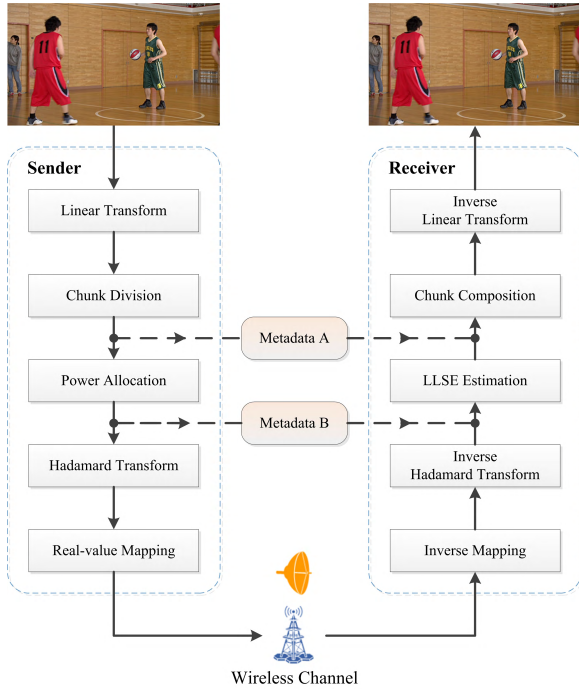 11
Sender
Linear Transform
Chunk Division
Power Allocation
Hadamard Transform
Real-value Mapping
Metadata A
Metadata B
11
Receiver
Inverse
Linear Transform
Chunk Composition
LLSE Estimation
Inverse
Hadamard Transform
Inverse Mapping
Wireless Channel